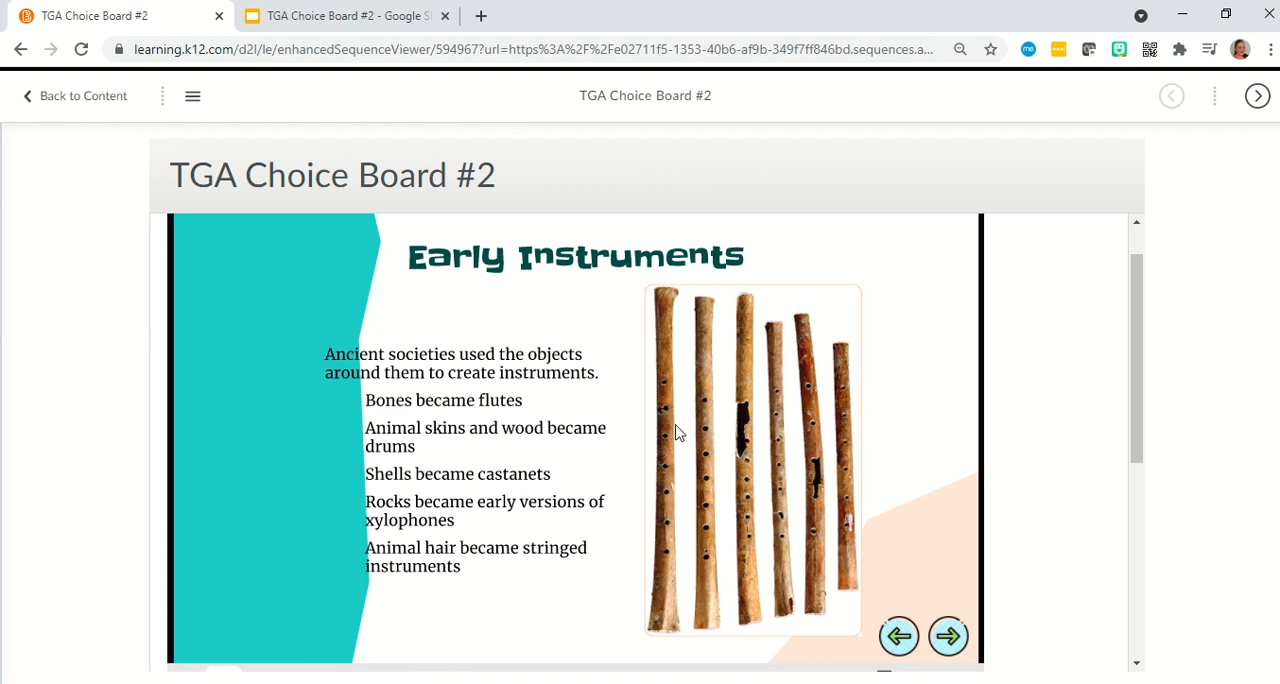 TGA Choice Board #2
TGA Choice Board #2 - Google Sl
learning.k12.com/d2l/le/enhancedSequenceViewer/594967?url=https%3A%2F%2Fe02711f5-1353-40b6-af9b-349f7ff846bd.sequences.a...
Back to Content
TGA Choice Board #2
TGA Choice Board #2
Early Instruments
Ancient societies used the objects
around them to create instruments.
Bones became flutes
Animal skins and wood became
drums
Shells became castanets
Rocks became early versions of
xylophones
Animal hair became stringed
instruments